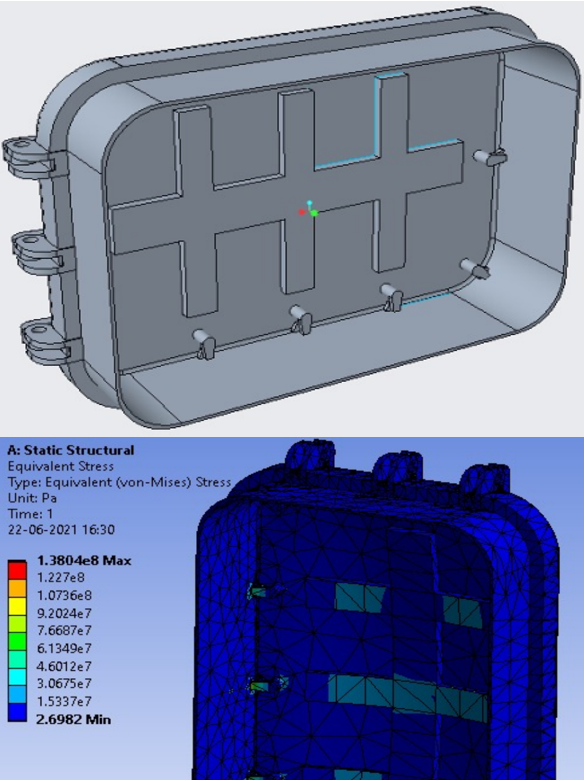 A: Static Structural
Equivalent Stress
Type: Equivalent (von-Mises) Stress
Unit: Pa
Time: 1
22-06-2021 16:30
1.3804e8 Max
1.227e8
1.0736e8
9.2024e7
7.6687e7
6.1349e7
4.6012e7
3.0675e7
1.5337e7
2.6982 Min